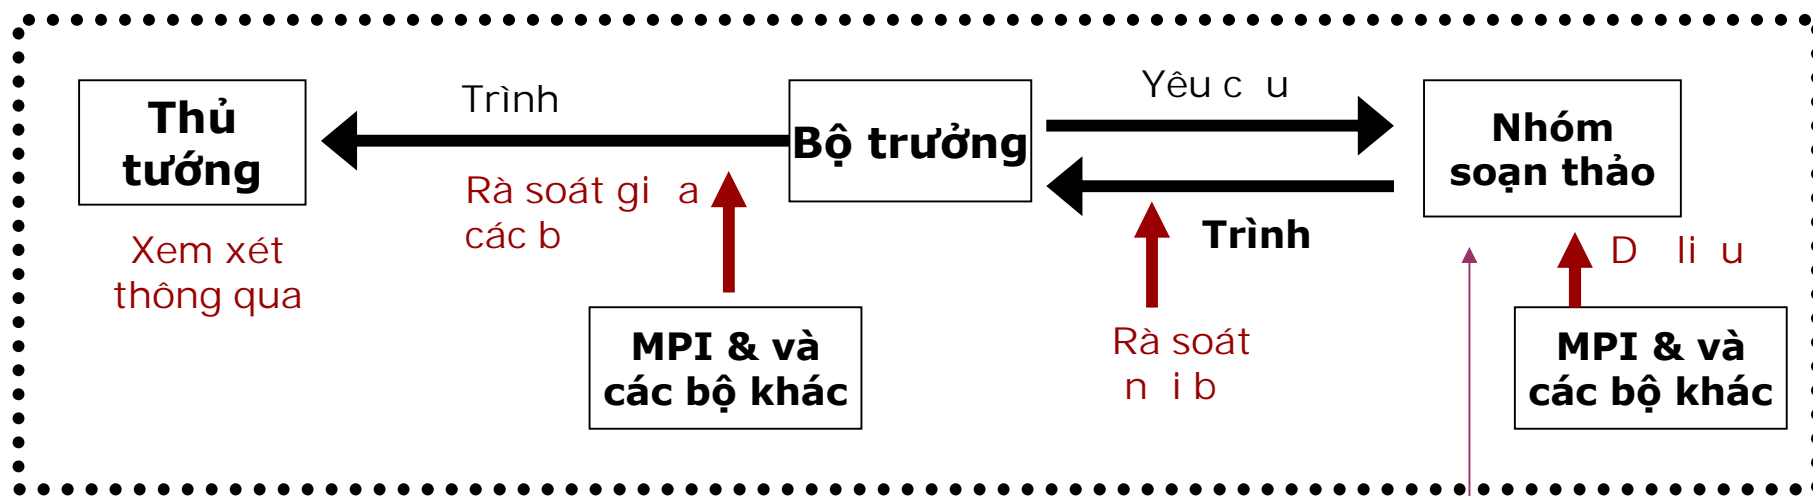 Thủ
tướng
Xem xét
thông qua
Trình
Rà soát gi a
các b
MPI & và
các bộ khác
Bộ trưởng
Yêu c u
Trình
Rà soát
n i b
Nhóm
soạn thảo
D li u
MPI & và
các bộ khác